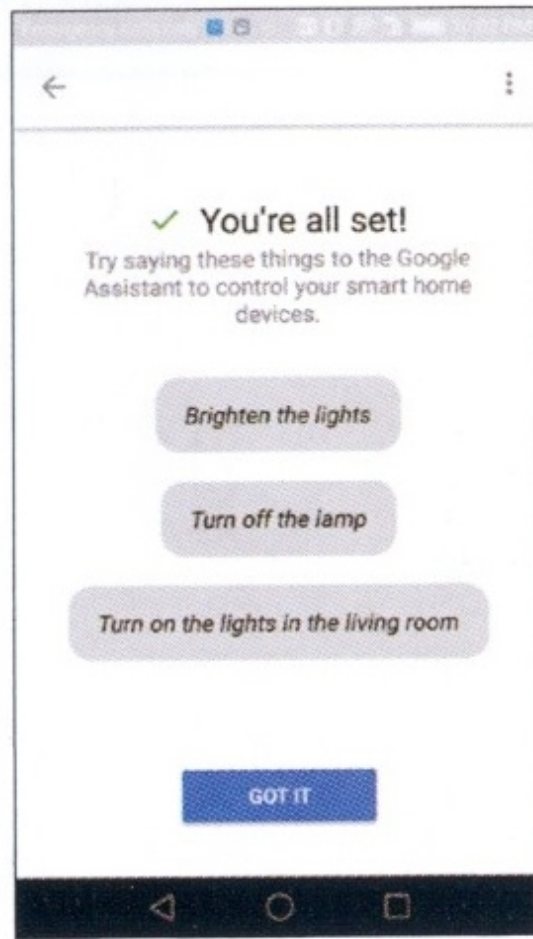 You're all set!
Try saying these things to the Google
Assistant to control your smart home
devices.
Brighten the lights
Turn off the lamp
Turn on the lights in the living room
GOT IT